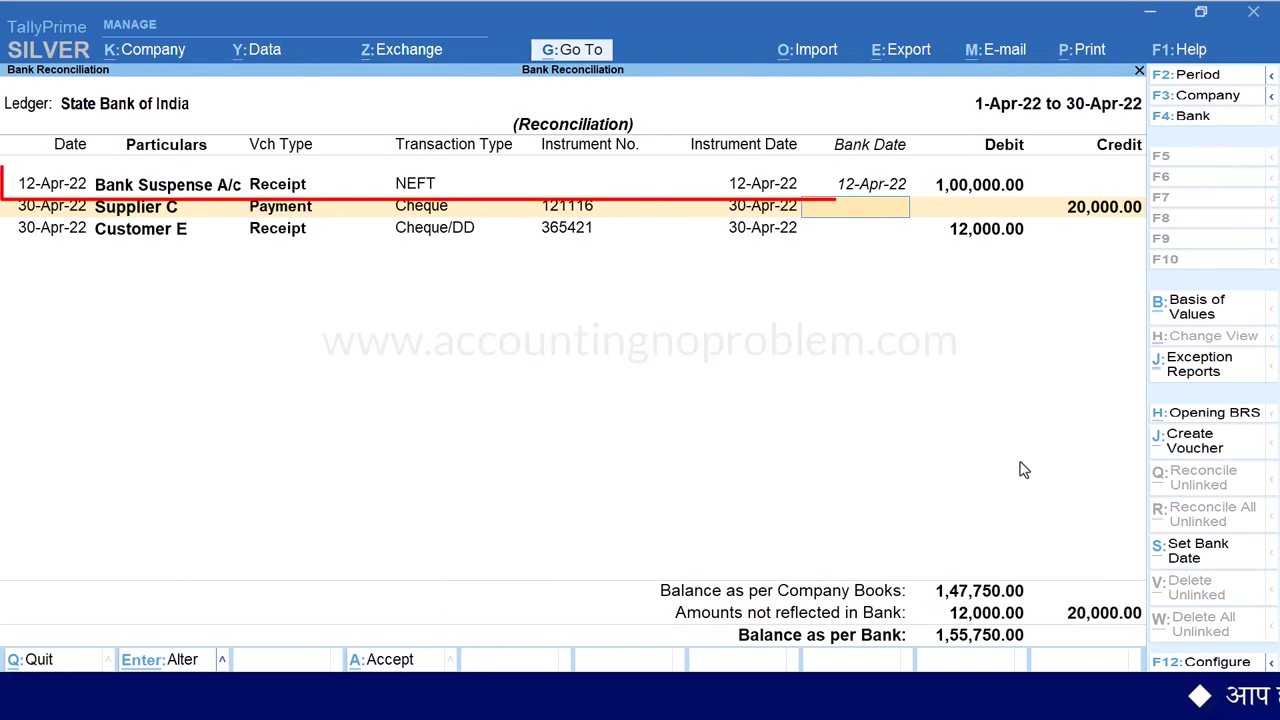 TallyPrime MANAGE
SILVER K:Company Y:Data Z:Exchange G:Go To O:Import E:Export M:E-mail P:Print F1:Help
Bank Reconciliation Bank Reconciliation
Ledger: State Bank of India 1-Apr-22 to 30-Apr-22
(Reconciliation)
Date Particulars Vch Type Transaction Type Instrument No. Instrument Date Bank Date Debit Credit
12-Apr-22 Bank Suspense A/c Receipt NEFT 12-Apr-22 12-Apr-22 1,00,000.00
30-Apr-22 Supplier C Payment Cheque 121116 30-Apr-22 20,000.00
30-Apr-22 Customer E Receipt Cheque/DD 365421 30-Apr-22 12,000.00
www.accountingnoproblem.com
Balance as per Company Books: 1,47,750.00
Amounts not reflected in Bank: 12,000.00 20,000.00
Balance as per Bank: 1,55,750.00
Q:Quit Enter:Alter A:Accept
F2:Period
F3:Company
F4:Bank
F5
F6
F7
F8
F9
F10
B:Basis of
Values
H:Change View
J:Exception
Reports
H:Opening BRS
J:Create
Voucher
Q:Reconcile
Unlinked
R:Reconcile All
Unlinked
S:Set Bank
Date
V:Delete
Unlinked
W:Delete All
Unlinked
F12:Configure
आप